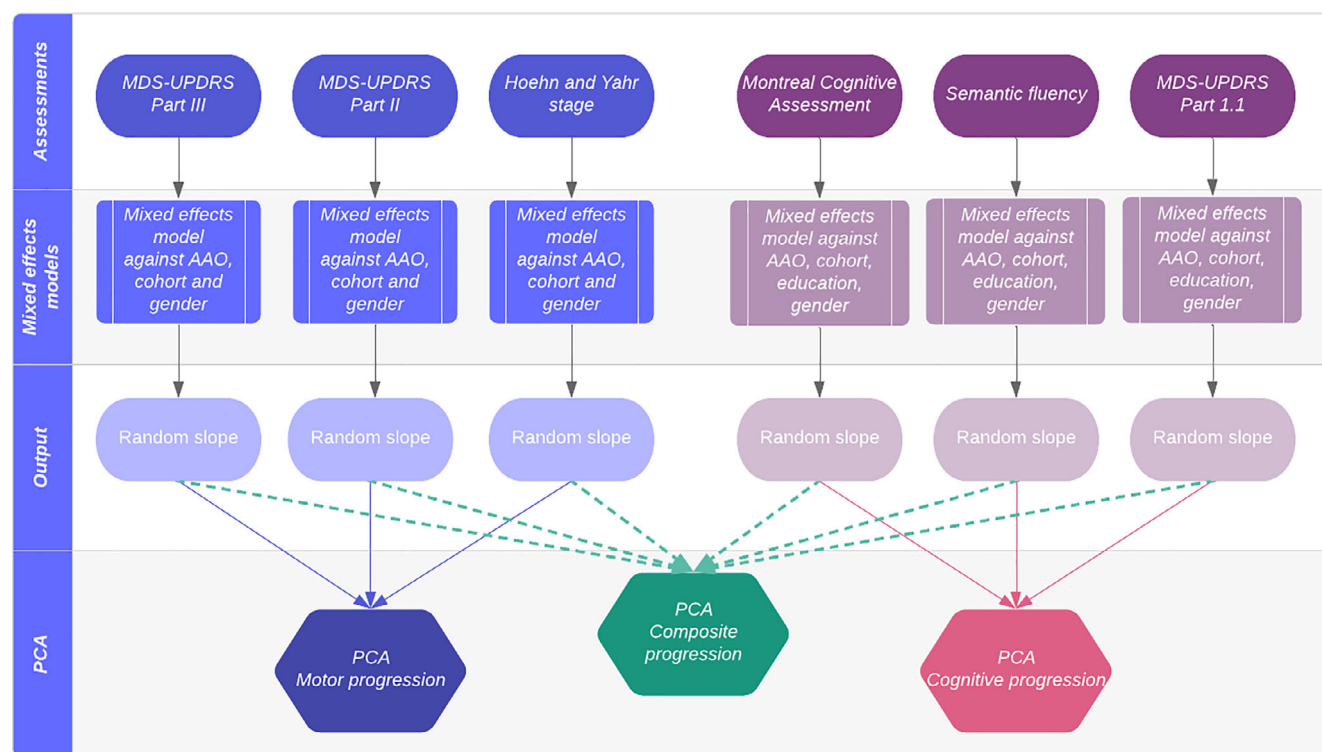 Assessments
MDS-UPDRS
Part III
MDS-UPDRS
Part II
Hoehn and Yahr
stage
Montreal Cognitive
Assessment
Semantic fluency
MDS-UPDRS
Part 1.1
Mixed effects
models
Mixed effects
model
against AAO,
cohort and
gender
Mixed effects
model
against AAO,
cohort and
gender
Mixed effects
model
against AAO,
cohort and
gender
Mixed effects
model against
AAO, cohort,
education,
gender
Mixed effects
model against
AAO, cohort,
education,
gender
Mixed effects
model against
AAO, cohort,
education,
gender
Output
Random slope
Random slope
Random slope
Random slope
Random slope
Random slope
PCA
PCA
Motor progression
PCA
Composite
progression
PCA
Cognitive progression